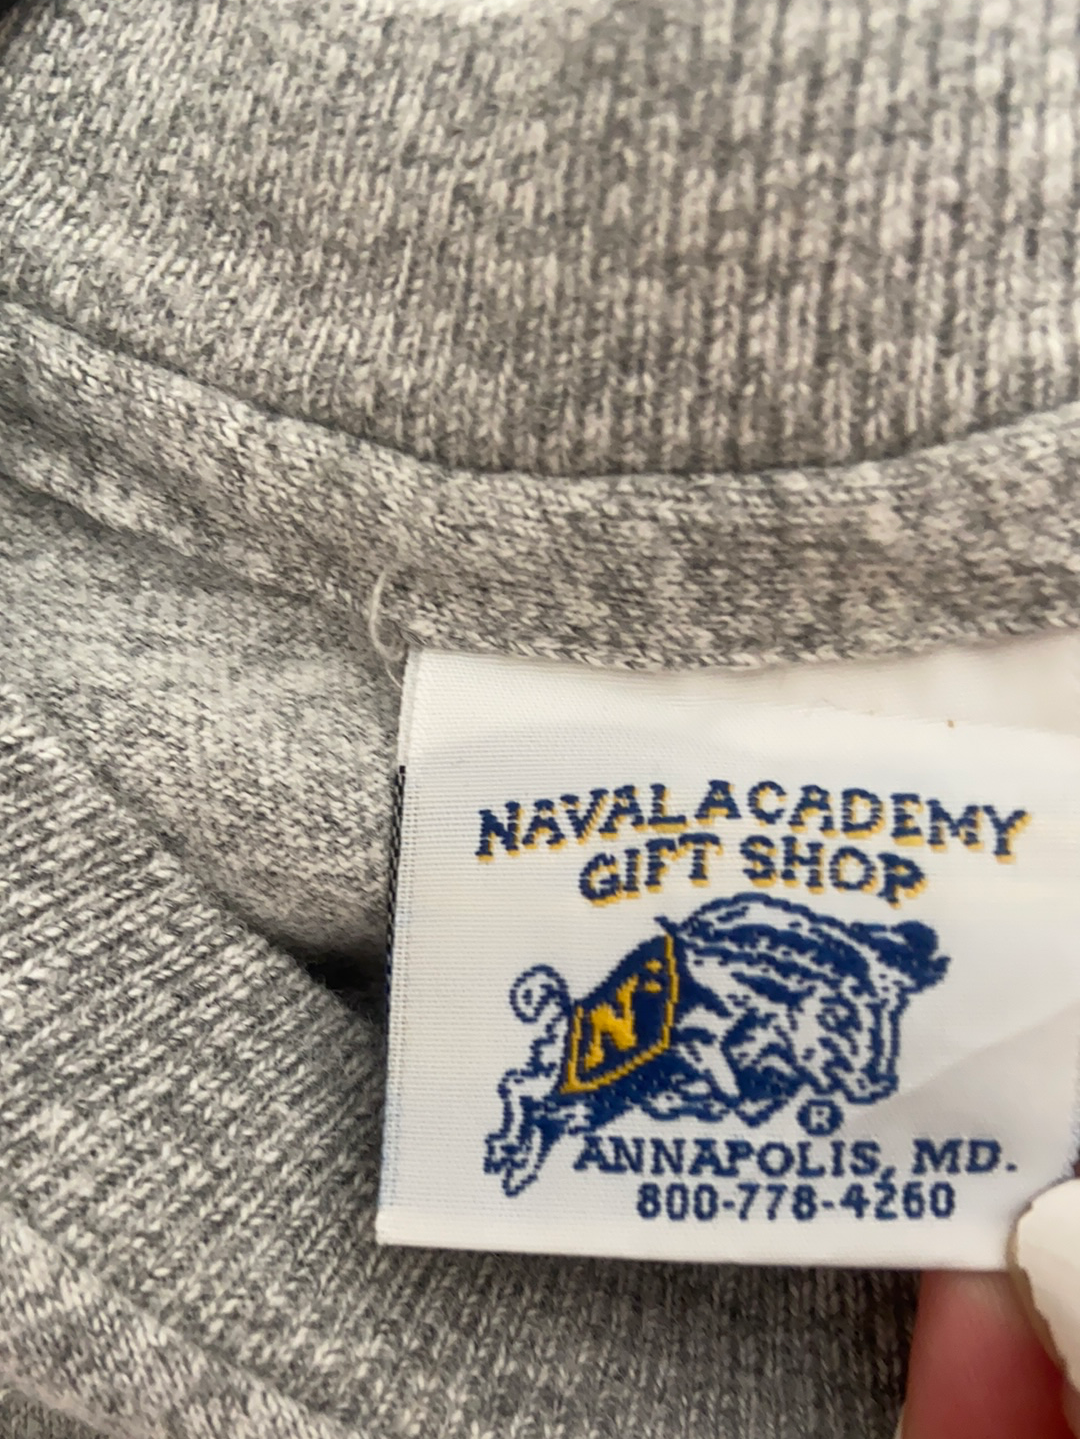 NAVAL ACADEMY
GIFT SHOP
N
®
ANNAPOLIS, MD.
800-778-4260